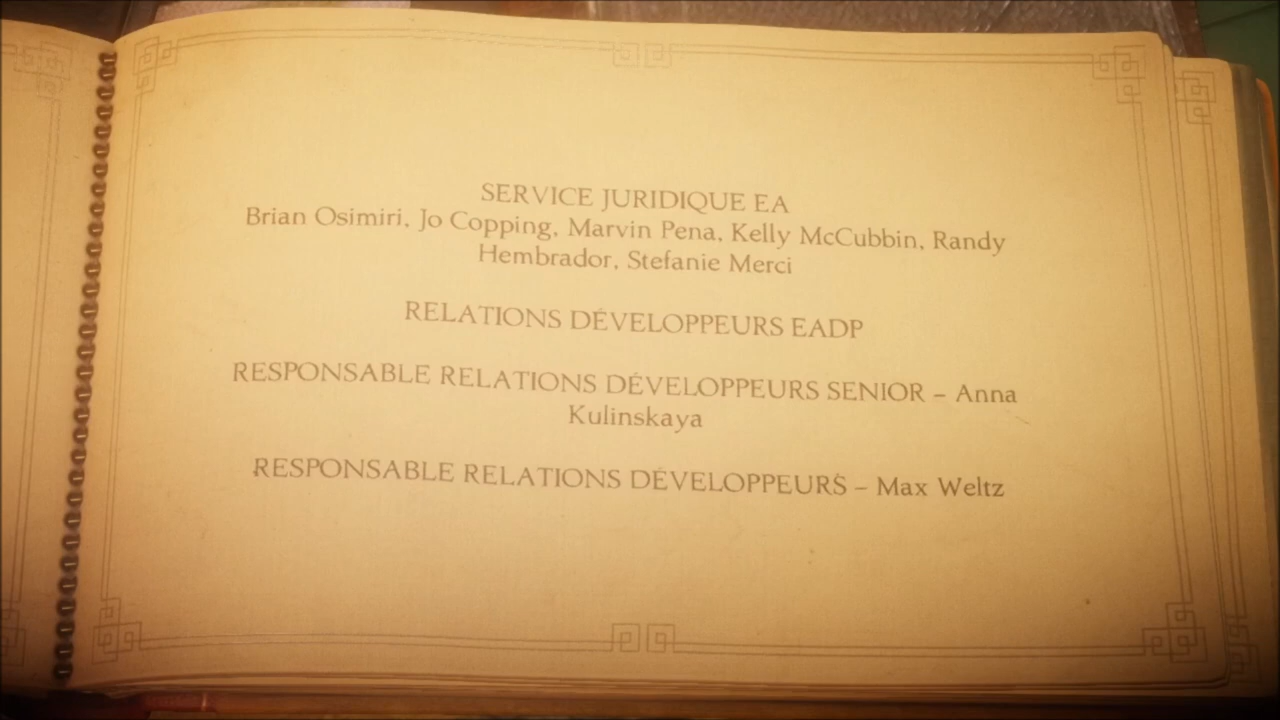 SERVICE JURIDIQUE EA
Brian Osimiri, Jo Copping, Marvin Pena, Kelly McCubbin, Randy
Hembrador, Stefanie Merci
RELATIONS DÉVELOPPEURS EADP
RESPONSABLE RELATIONS DÉVELOPPEURS SENIOR – Anna
Kulinskaya
RESPONSABLE RELATIONS DÉVELOPPEURS – Max Weltz